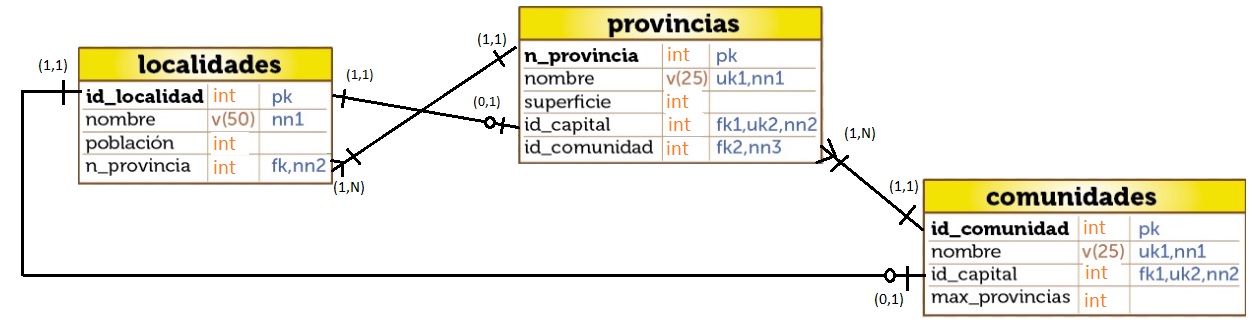 localidades
id_localidad int pk
nombre v(50) nn1
población int
n_provincia int fk,nn2
provincias
n_provincia int pk
nombre v(25) uk1,nn1
superficie int
id_capital int fk1,uk2,nn2
id_comunidad int fk2,nn3
comunidades
id_comunidad int pk
nombre v(25) uk1,nn1
id_capital int fk1,uk2,nn2
max_provincias int
(1,1)
(1,1)
(1,1)
(0,1)
(1,N)
(1,N)
(1,1)
(0,1)